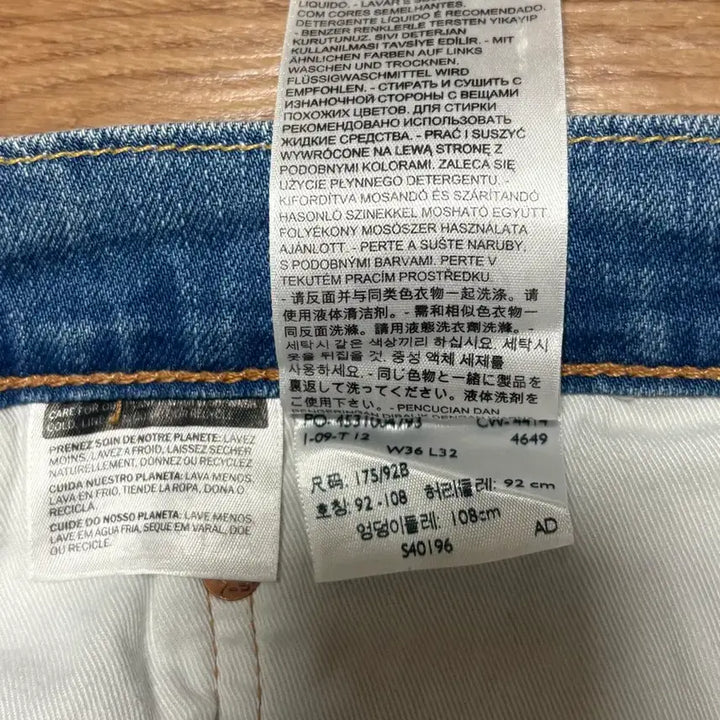 LIQUIDO. - LAVAR E
COM CORES SEMELHANTES.
DETERGENTE LÍQUIDO É RECOMENDADO.
- BENZER RENKLERLE TERSTEN YIKAYIP
KURUTUNUZ. SIVI DETERJAN
KULLANILMASI TAVSİYE EDİLİR. - MIT
ÄHNLICHEN FARBEN AUF LINKS
WASCHEN UND TROCKNEN.
FLÜSSIGWASCHMITTEL WIRD
EMPFOHLEN. - СТИРАТЬ И СУШИТЬ С
ИЗНАНОЧНОЙ СТОРОНЫ С ВЕЩАМИ
ПОХОЖИХ ЦВЕТОВ. ДЛЯ СТИРКИ
РЕКОМЕНДУЕТСЯ ИСПОЛЬЗОВАТЬ
ЖИДКИЕ СРЕДСТВА. - PRAĆ I SUSZYĆ
WYWRÓCONE NA LEWĄ STRONĘ Z
PODOBNYMI KOLORAMI. ZALECA SIĘ
UŻYCIE PŁYNNEGO DETERGENTU. -
KIFORDÍTVA MOSANDÓ ÉS SZÁRÍTANDÓ
HASONLÓ SZINEKKEL MOSHATÓ EGYÜTT.
FOLYÉKONY MOSÓSZER HASZNÁLATA
AJÁNLOTT. - PERTE A SUŠTE NARUBY,
S PODOBNÝMI BARVAMI. PERTE V
TEKUTÉM PRACÍM PROSTŘEDKU.
- 请反面并与同类色衣物一起洗涤。请
使用液体清洁剂。- 需和相似色衣物一
起洗滌。請用液態洗衣劑洗滌。-
세탁시 같은 색상끼리 하십시오. 세탁시
옷을 뒤집을 것. 중성 액체 세제를
사용하세요. - 同じ色物と一緒に製品を
裏返して洗ってください。液体洗剤をお
ください。- PENCUCIAN DAN
PO: 4531004793 CW: 4414
1-09-T 12 4649
W36 L32
尺码: 175/92B
호칭: 92-108 허리둘레: 92 cm
엉덩이둘레: 108cm
S40196 AD
CARE FOR OUR
PRENEZ SOIN DE NOTRE PLANETE: LAVEZ
MOINS, LAVEZ A FROID, LAISSEZ SECHER
NATURELLEMENT, DONNEZ OU RECYCLEZ
CUIDA NUESTRO PLANETA: LAVA MENOS,
LAVA EN FRIO, TIENDE LA ROPA, DONA O
RECICLA.
CUIDE DO NOSSO PLANETA: LAVE MENOS,
LAVE EM ÁGUA FRIA, SEQUE EM VARAL, DOE
OU RECICLE.